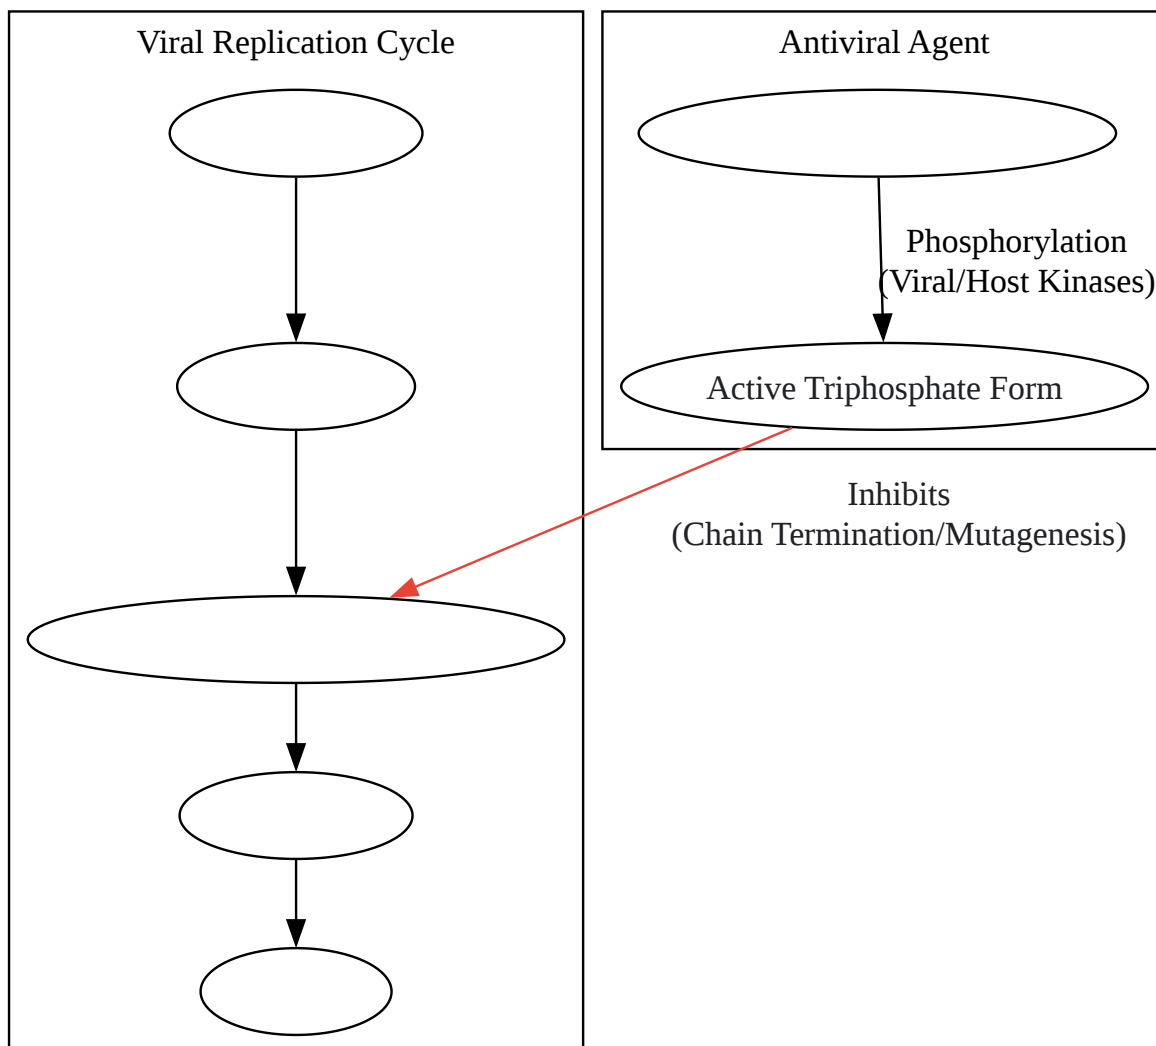 Viral Replication Cycle
Antiviral Agent
Phosphorylation
(Viral/Host Kinases)
Active Triphosphate Form
Inhibits
(Chain Termination/Mutagenesis)